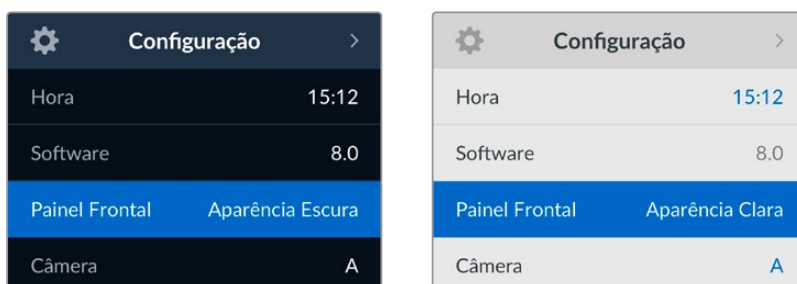 Configuração
Hora 15:12
Software 8.0
Painel Frontal Aparência Escura
Câmera A
Configuração
Hora 15:12
Software 8.0
Painel Frontal Aparência Clara
Câmera A